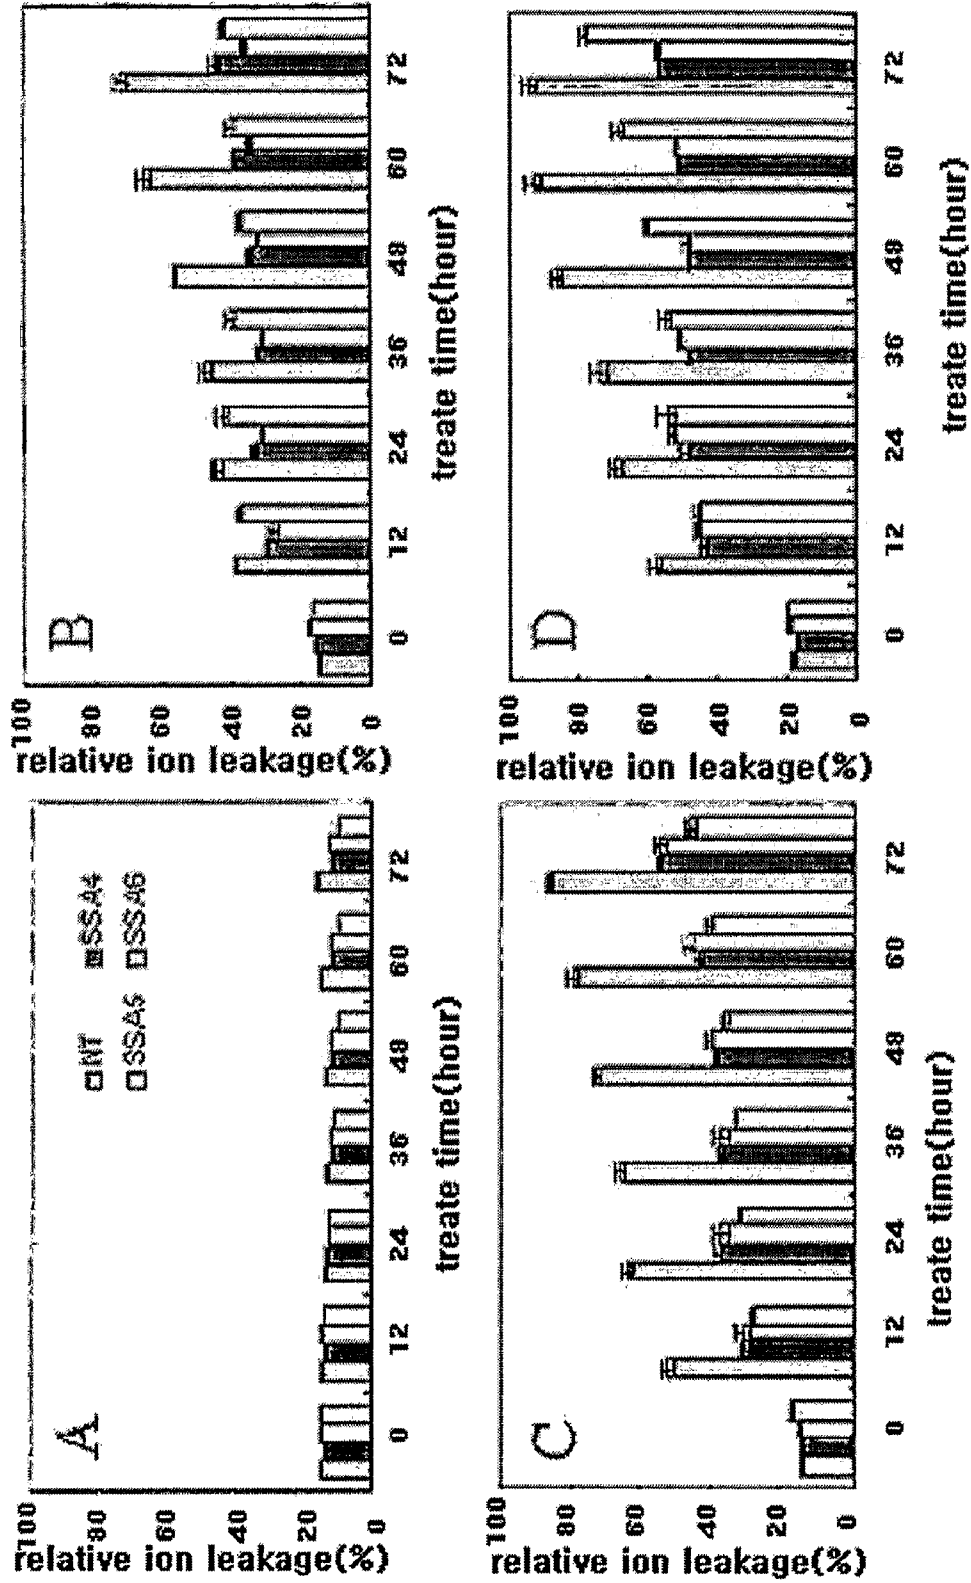 A
NT SSA4
SSA5 SSA6
relative ion leakage(%)
100
80
60
40
20
0
0 12 24 36 48 60 72
treate time(hour)
B
relative ion leakage(%)
100
80
60
40
20
0
0 12 24 36 48 60 72
treate time(hour)
C
relative ion leakage(%)
100
80
60
40
20
0
0 12 24 36 48 60 72
treate time(hour)
D
relative ion leakage(%)
100
80
60
40
20
0
0 12 24 36 48 60 72
treate time(hour)